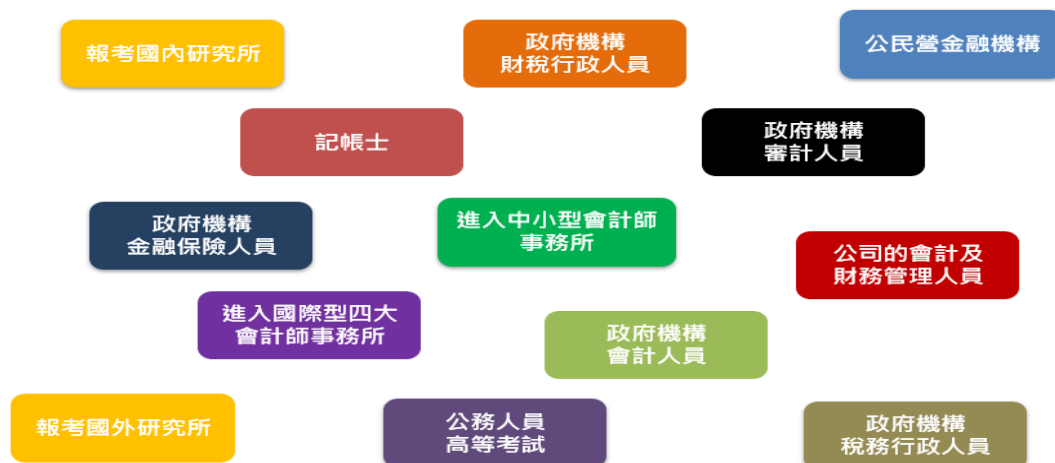 報考國內研究所
政府機構
財稅行政人員
公民營金融機構
記帳士
政府機構
審計人員
政府機構
金融保險人員
進入中小型會計師
事務所
公司的會計及
財務管理人員
進入國際型四大
會計師事務所
政府機構
會計人員
報考國外研究所
公務人員
高等考試
政府機構
稅務行政人員